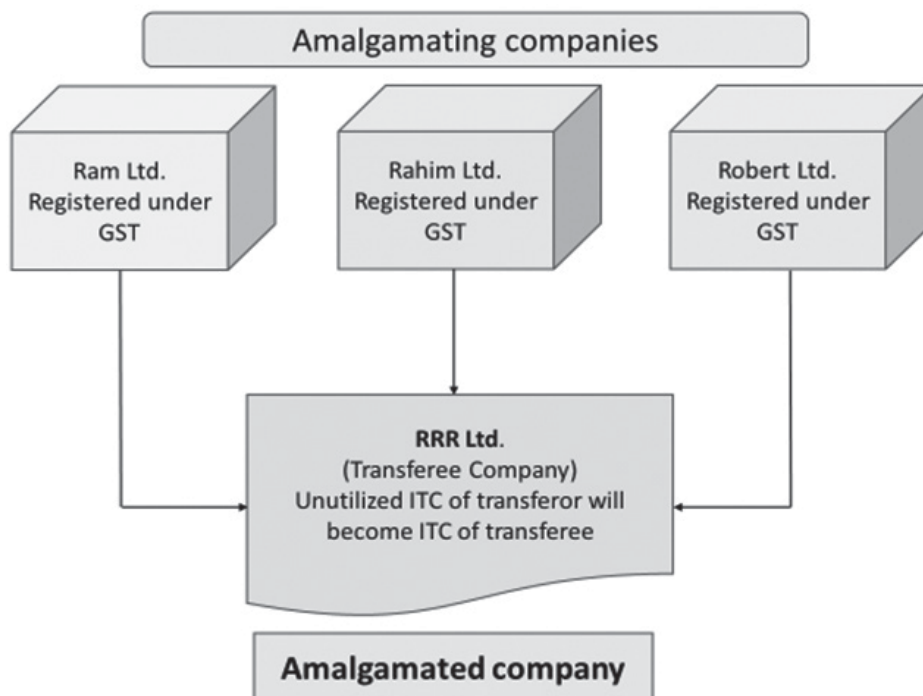 Amalgamating companies
Ram Ltd.
Registered under
GST
Rahim Ltd.
Registered under
GST
Robert Ltd.
Registered under
GST
RRR Ltd.
(Transferee Company)
Unutilized ITC of transferor will
become ITC of transferee
Amalgamated company